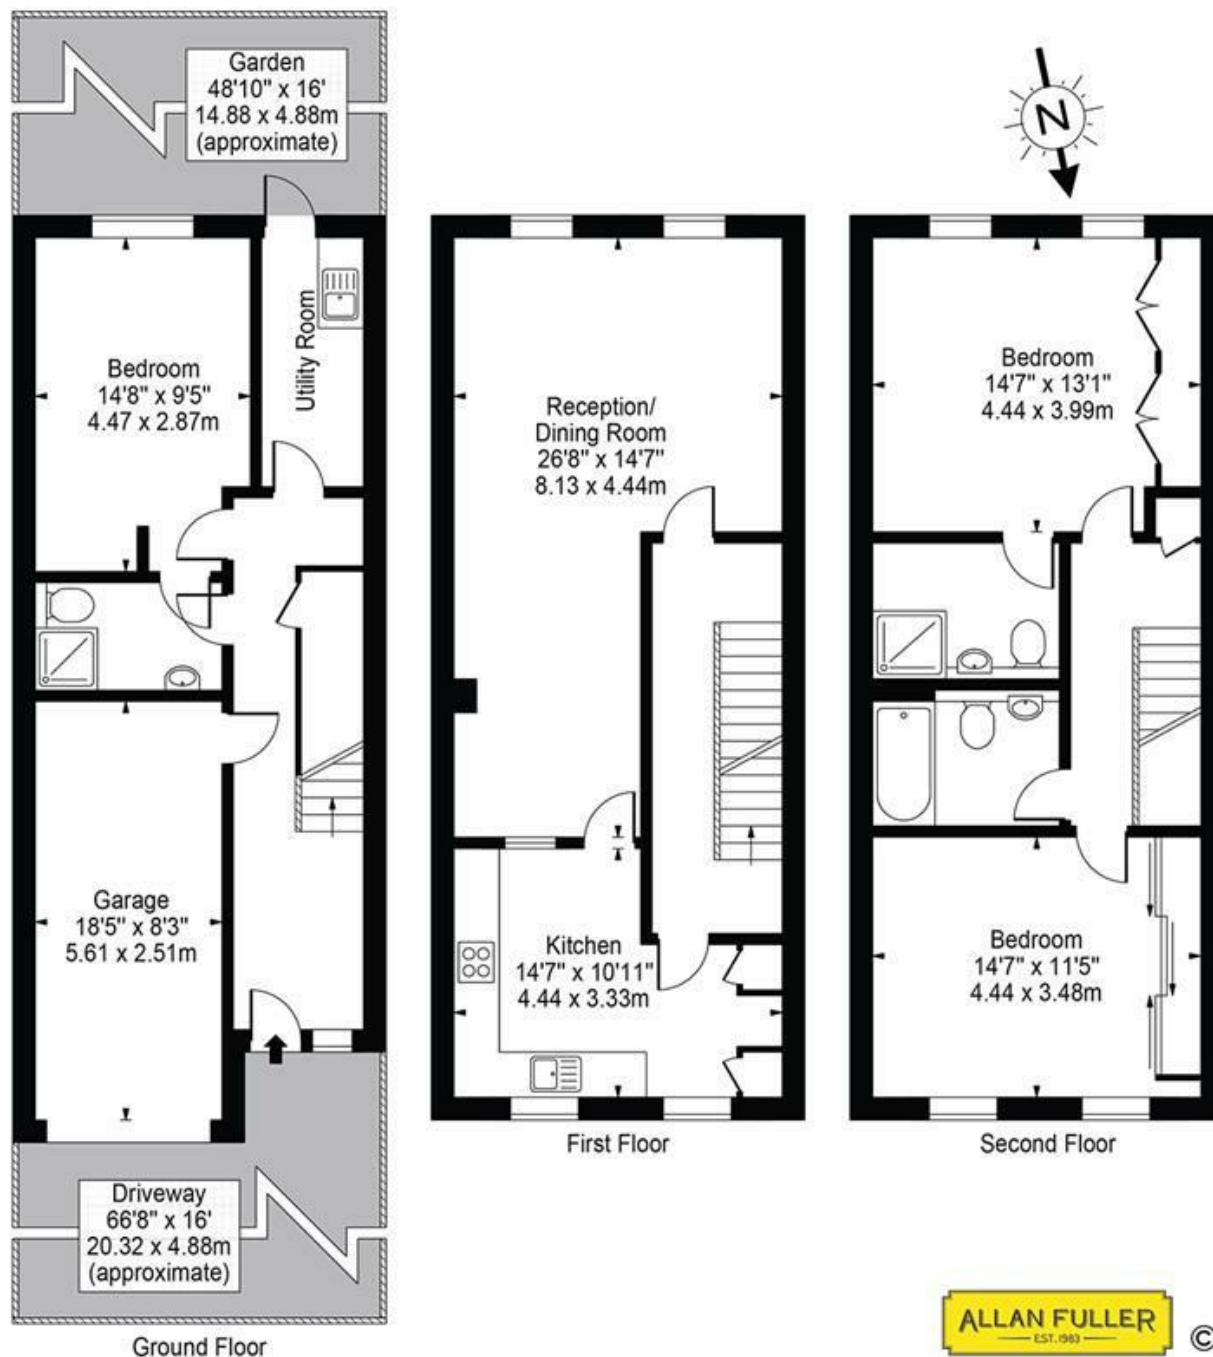 Garden
48'10" x 16'
14.88 x 4.88m
(approximate)
N
Bedroom
14'8" x 9'5"
4.47 x 2.87m
Utility Room
Garage
18'5" x 8'3"
5.61 x 2.51m
Driveway
66'8" x 16'
20.32 x 4.88m
(approximate)
Ground Floor
Reception/
Dining Room
26'8" x 14'7"
8.13 x 4.44m
Kitchen
14'7" x 10'11"
4.44 x 3.33m
First Floor
Bedroom
14'7" x 13'1"
4.44 x 3.99m
Bedroom
14'7" x 11'5"
4.44 x 3.48m
Second Floor
ALLAN FULLER
EST. 1983
©